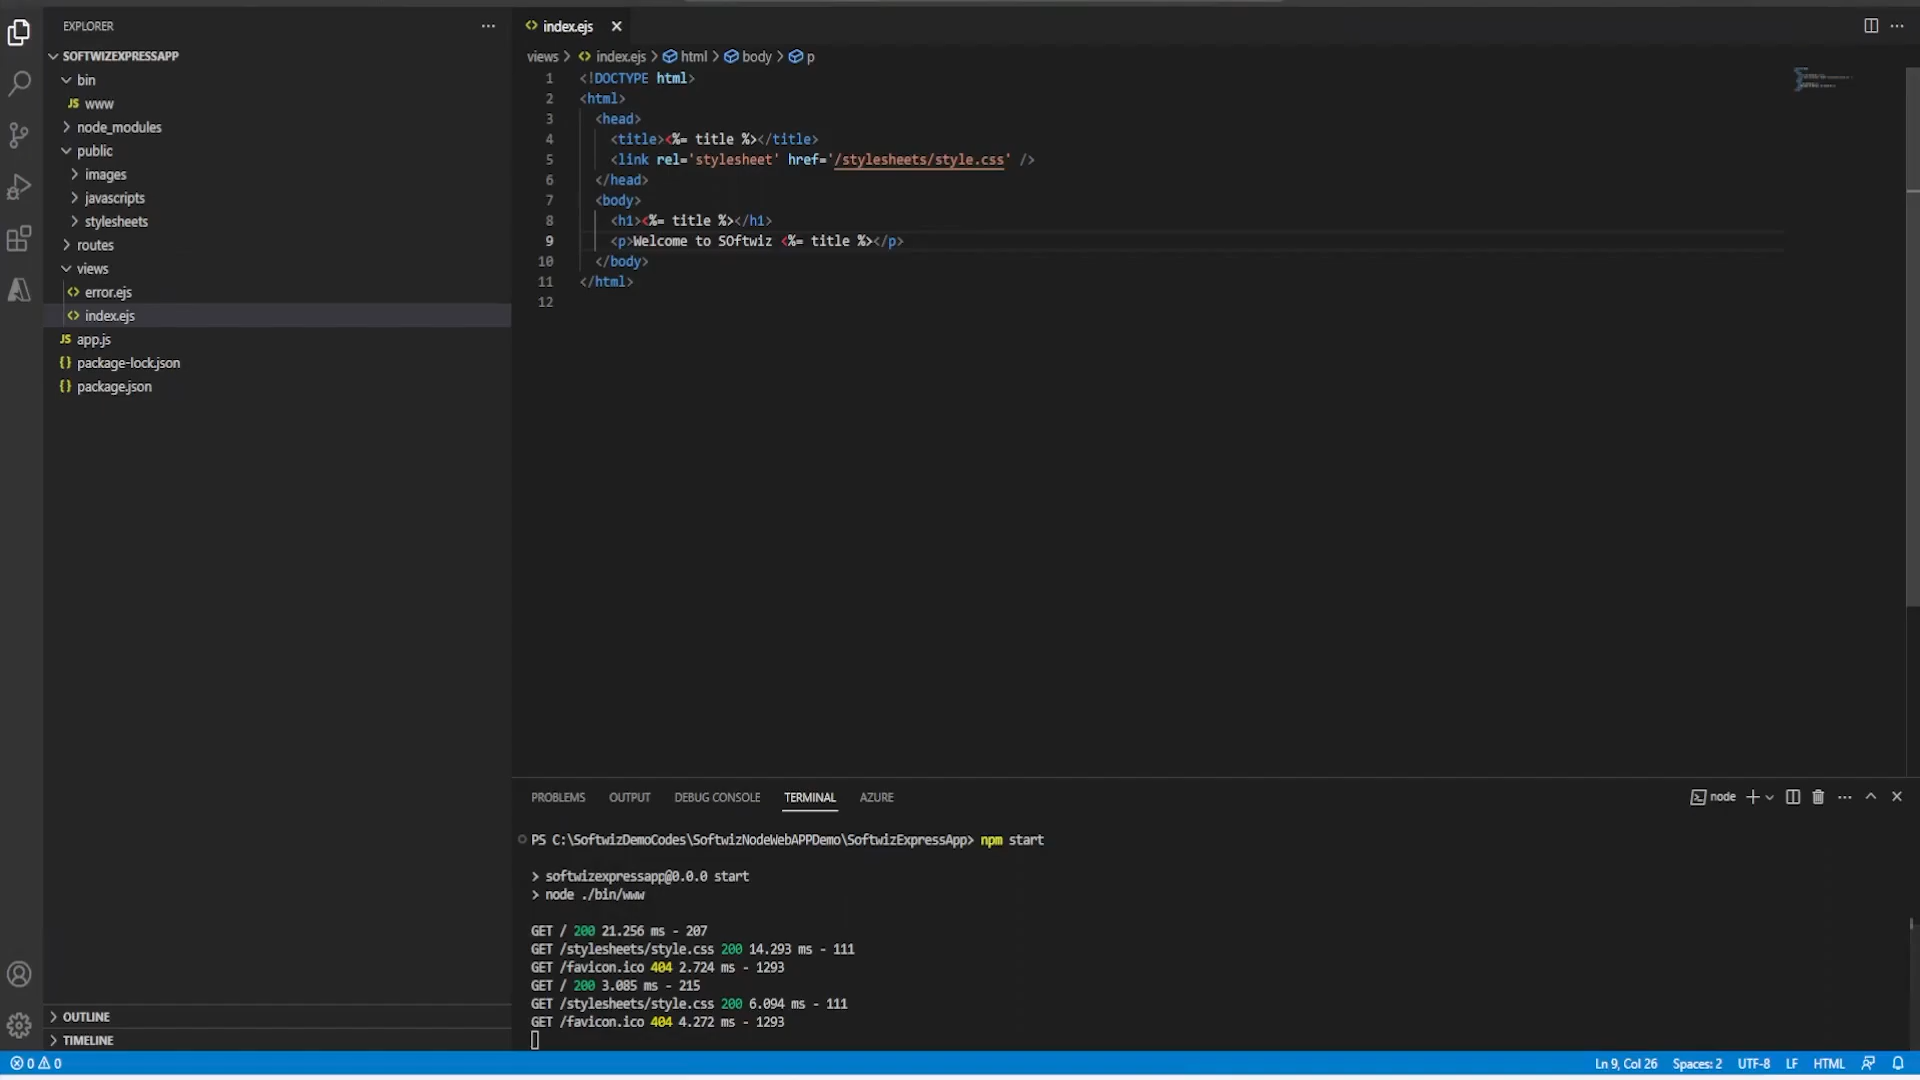 EXPLORER
SOFTWIZEXPRESSAPP
bin
JS www
node_modules
public
images
javascripts
stylesheets
routes
views
<> error.ejs
<> index.ejs
JS app.js
{} package-lock.json
{} package.json
OUTLINE
TIMELINE
<> index.ejs
views > <> index.ejs > html > body > p
1 <!DOCTYPE html>
2 <html>
3 <head>
4 <title><%= title %></title>
5 <link rel='stylesheet' href='/stylesheets/style.css' />
6 </head>
7 <body>
8 <h1><%= title %></h1>
9 <p>Welcome to SOftwiz <%= title %></p>
10 </body>
11 </html>
12
PROBLEMS OUTPUT DEBUG CONSOLE TERMINAL AZURE
node
PS C:\SoftwizDemoCodes\SoftwizNodeWebAPPDemo\SoftwizExpressApp> npm start
> softwizexpressapp@0.0.0 start
> node ./bin/www
GET / 200 21.256 ms - 207
GET /stylesheets/style.css 200 14.293 ms - 111
GET /favicon.ico 404 2.724 ms - 1293
GET / 200 3.085 ms - 215
GET /stylesheets/style.css 200 6.094 ms - 111
GET /favicon.ico 404 4.272 ms - 1293
0 0
Ln 9, Col 26 Spaces: 2 UTF-8 LF HTML